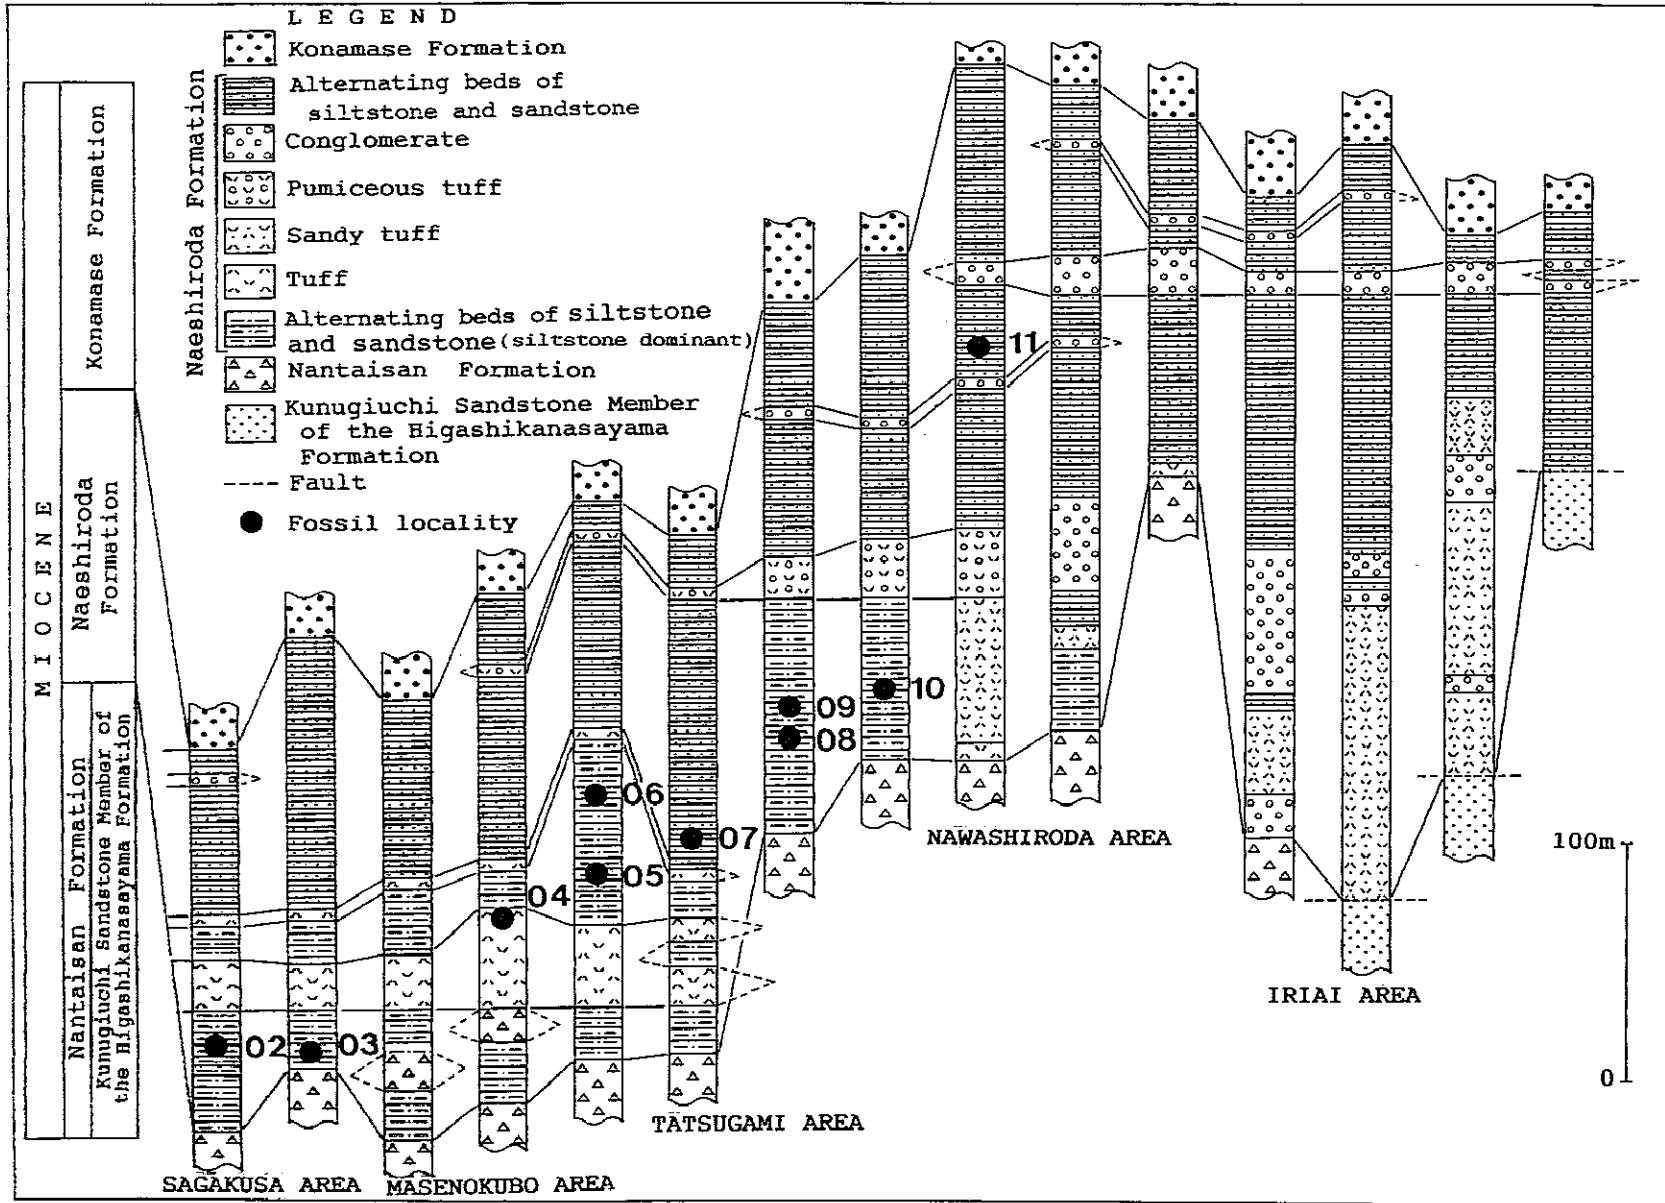 LEGEND
Konamase Formation
Alternating beds of
siltstone and sandstone
Conglomerate
Pumiceous tuff
Sandy tuff
Tuff
Alternating beds of siltstone
and sandstone (siltstone dominant)
Naeshiroda Formation
Nantaisan Formation
Kunugiuchi Sandstone Member
of the Higashikanasayama
Formation
Fault
Fossil locality
MIOCENE
Konamase Formation
Naeshiroda
Formation
Nantaisan Formation
Kunugiuchi Sandstone Member of
the Higashikanasayama Formation
11
10
09
08
06
07
05
04
02
03
NAWASHIRODA AREA
100m
0
IRIAI AREA
TATSUGAMI AREA
SAGAKUSA AREA
MASENOKUBO AREA